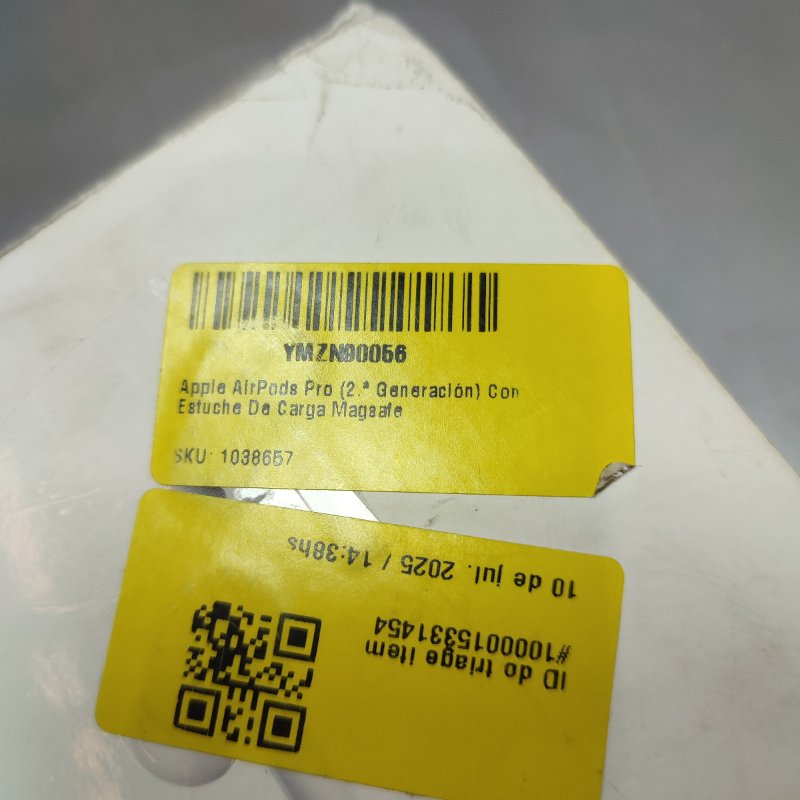 YMZN90056
Apple AirPods Pro (2.ª Generación) Con
Estuche De Carga Magsafe
SKU: 1038657
10 de jul. 2025 / 14:38hs
ID do triage item
#1000015331454